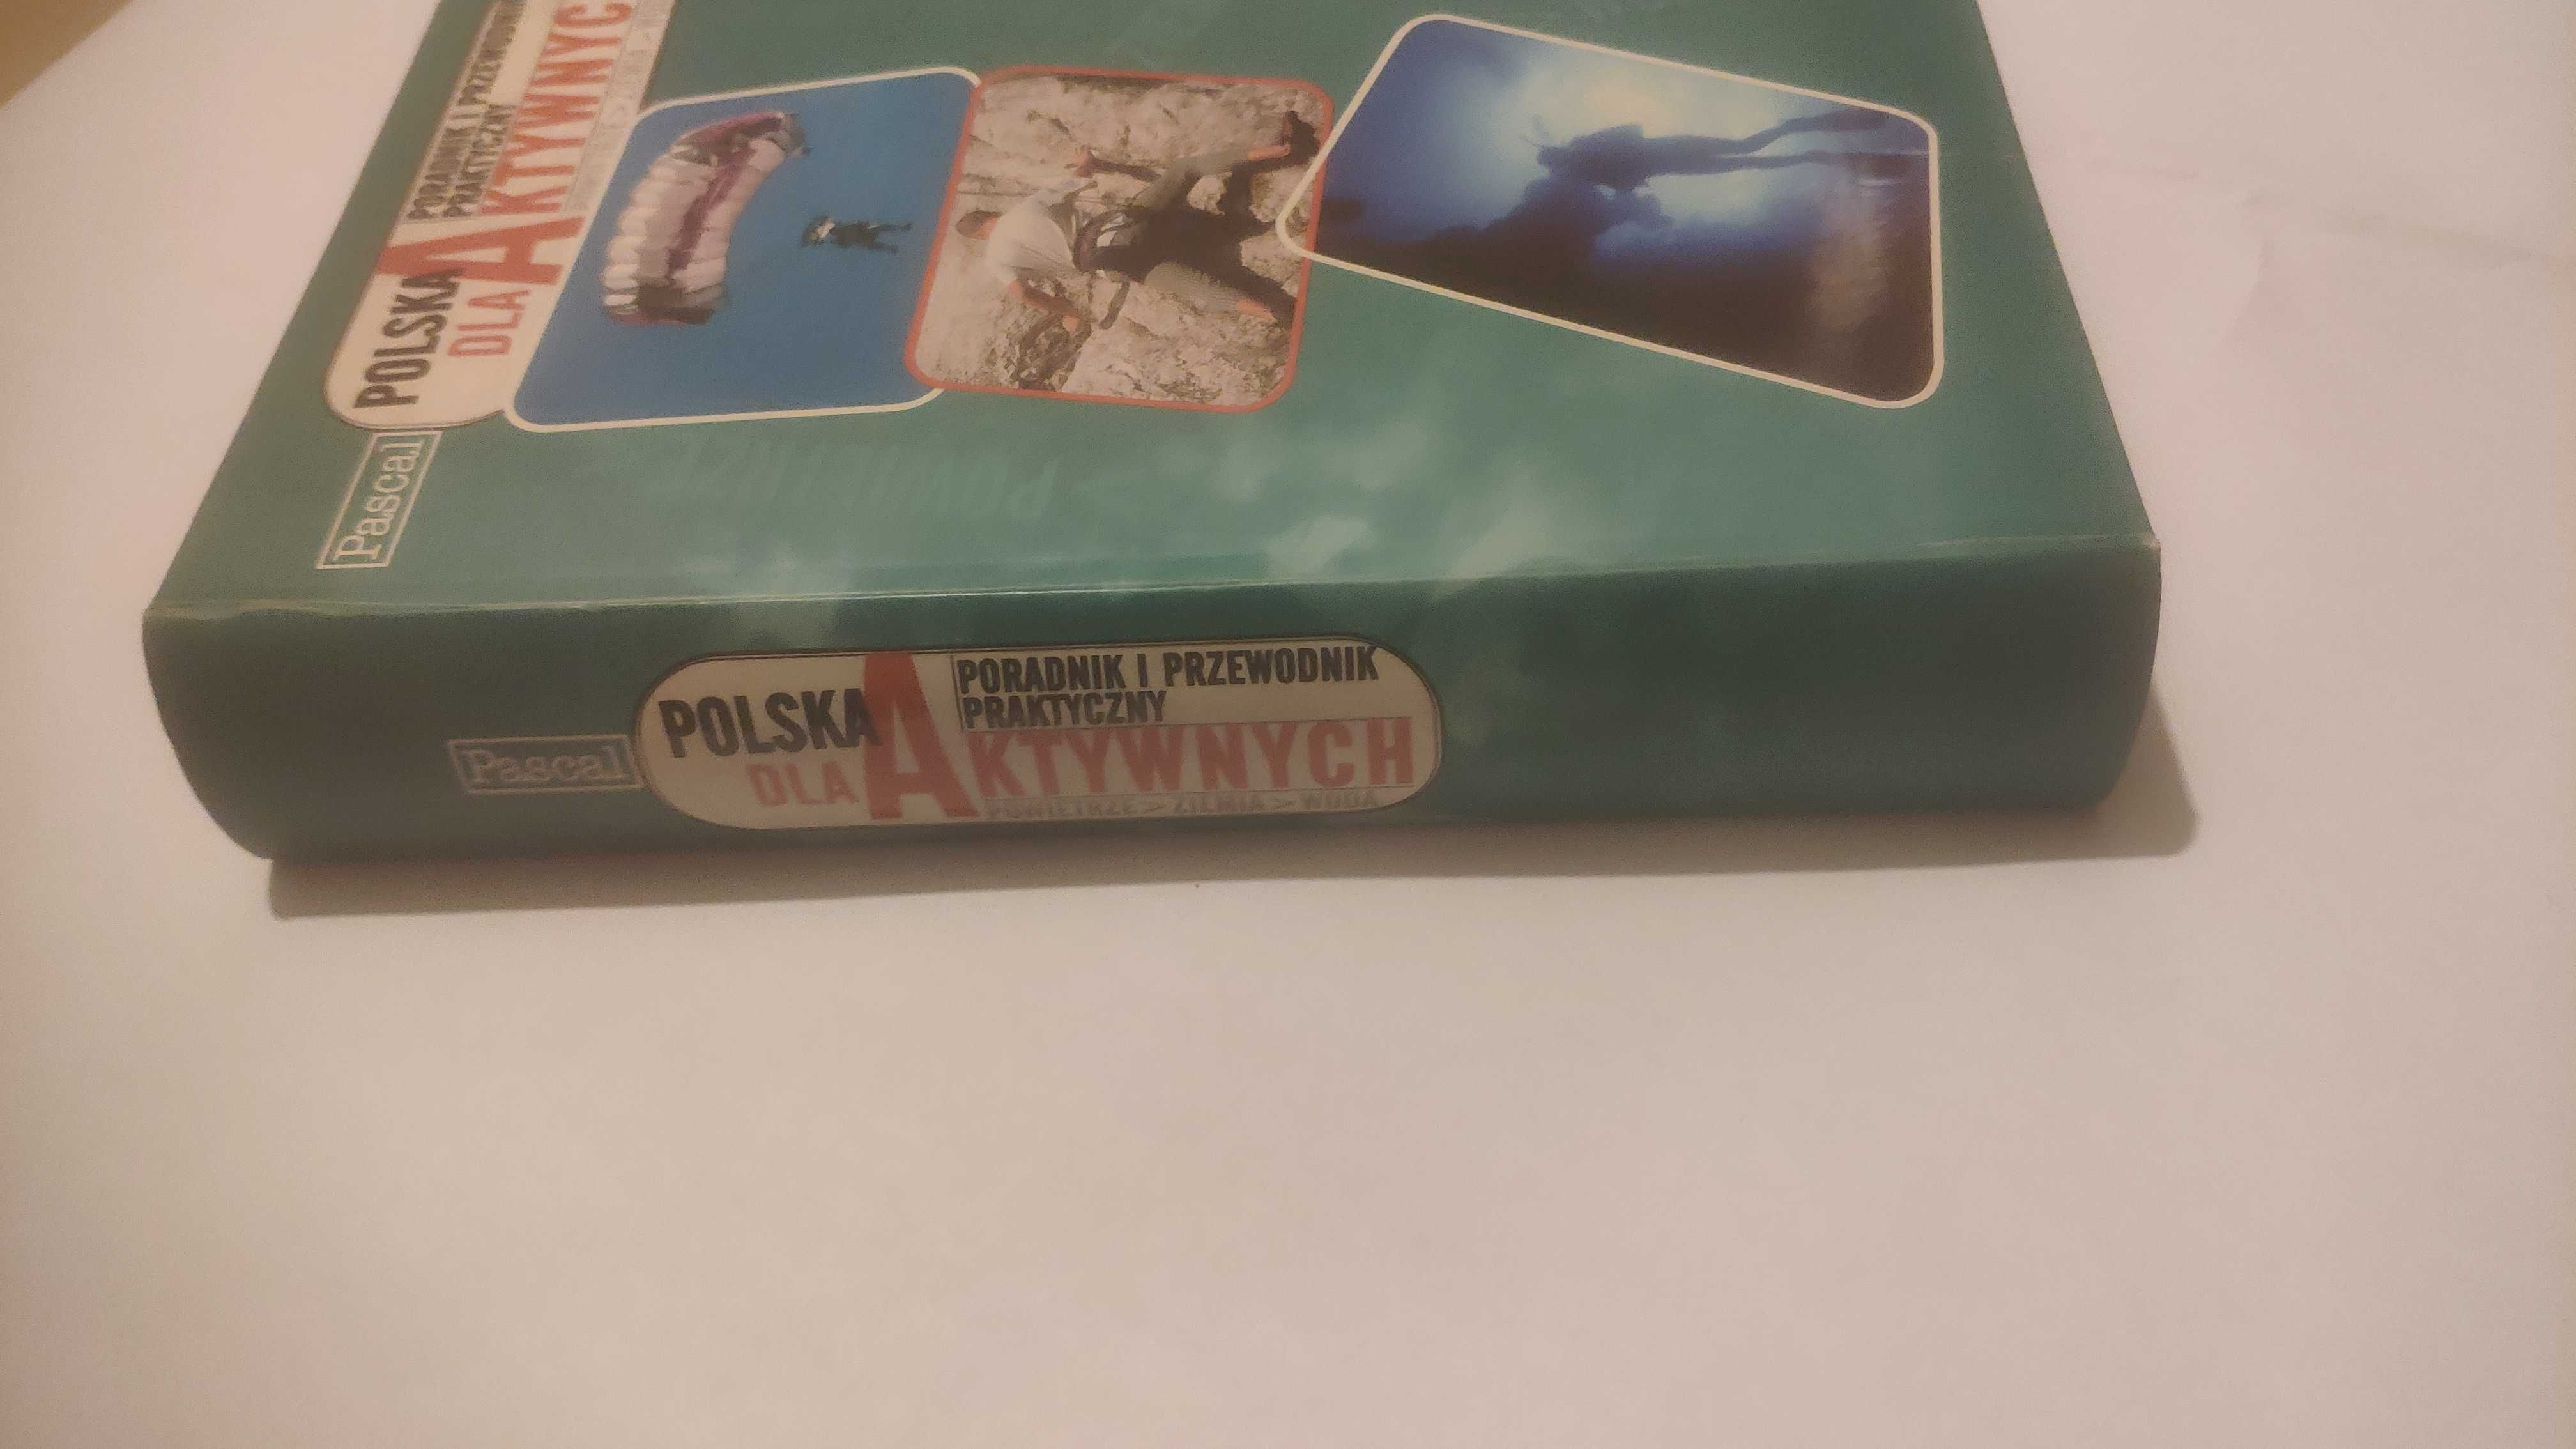 PORADNIK I PRZEWODNIK
PRAKTYCZNY
POLSKA
DLA AKTYWNYC
Pascal
Pascal
POLSKA
PORADNIK I PRZEWODNIK
PRAKTYCZNY
DLA AKTYWNYCH
POWIETRZE > ZIEMIA > WODA